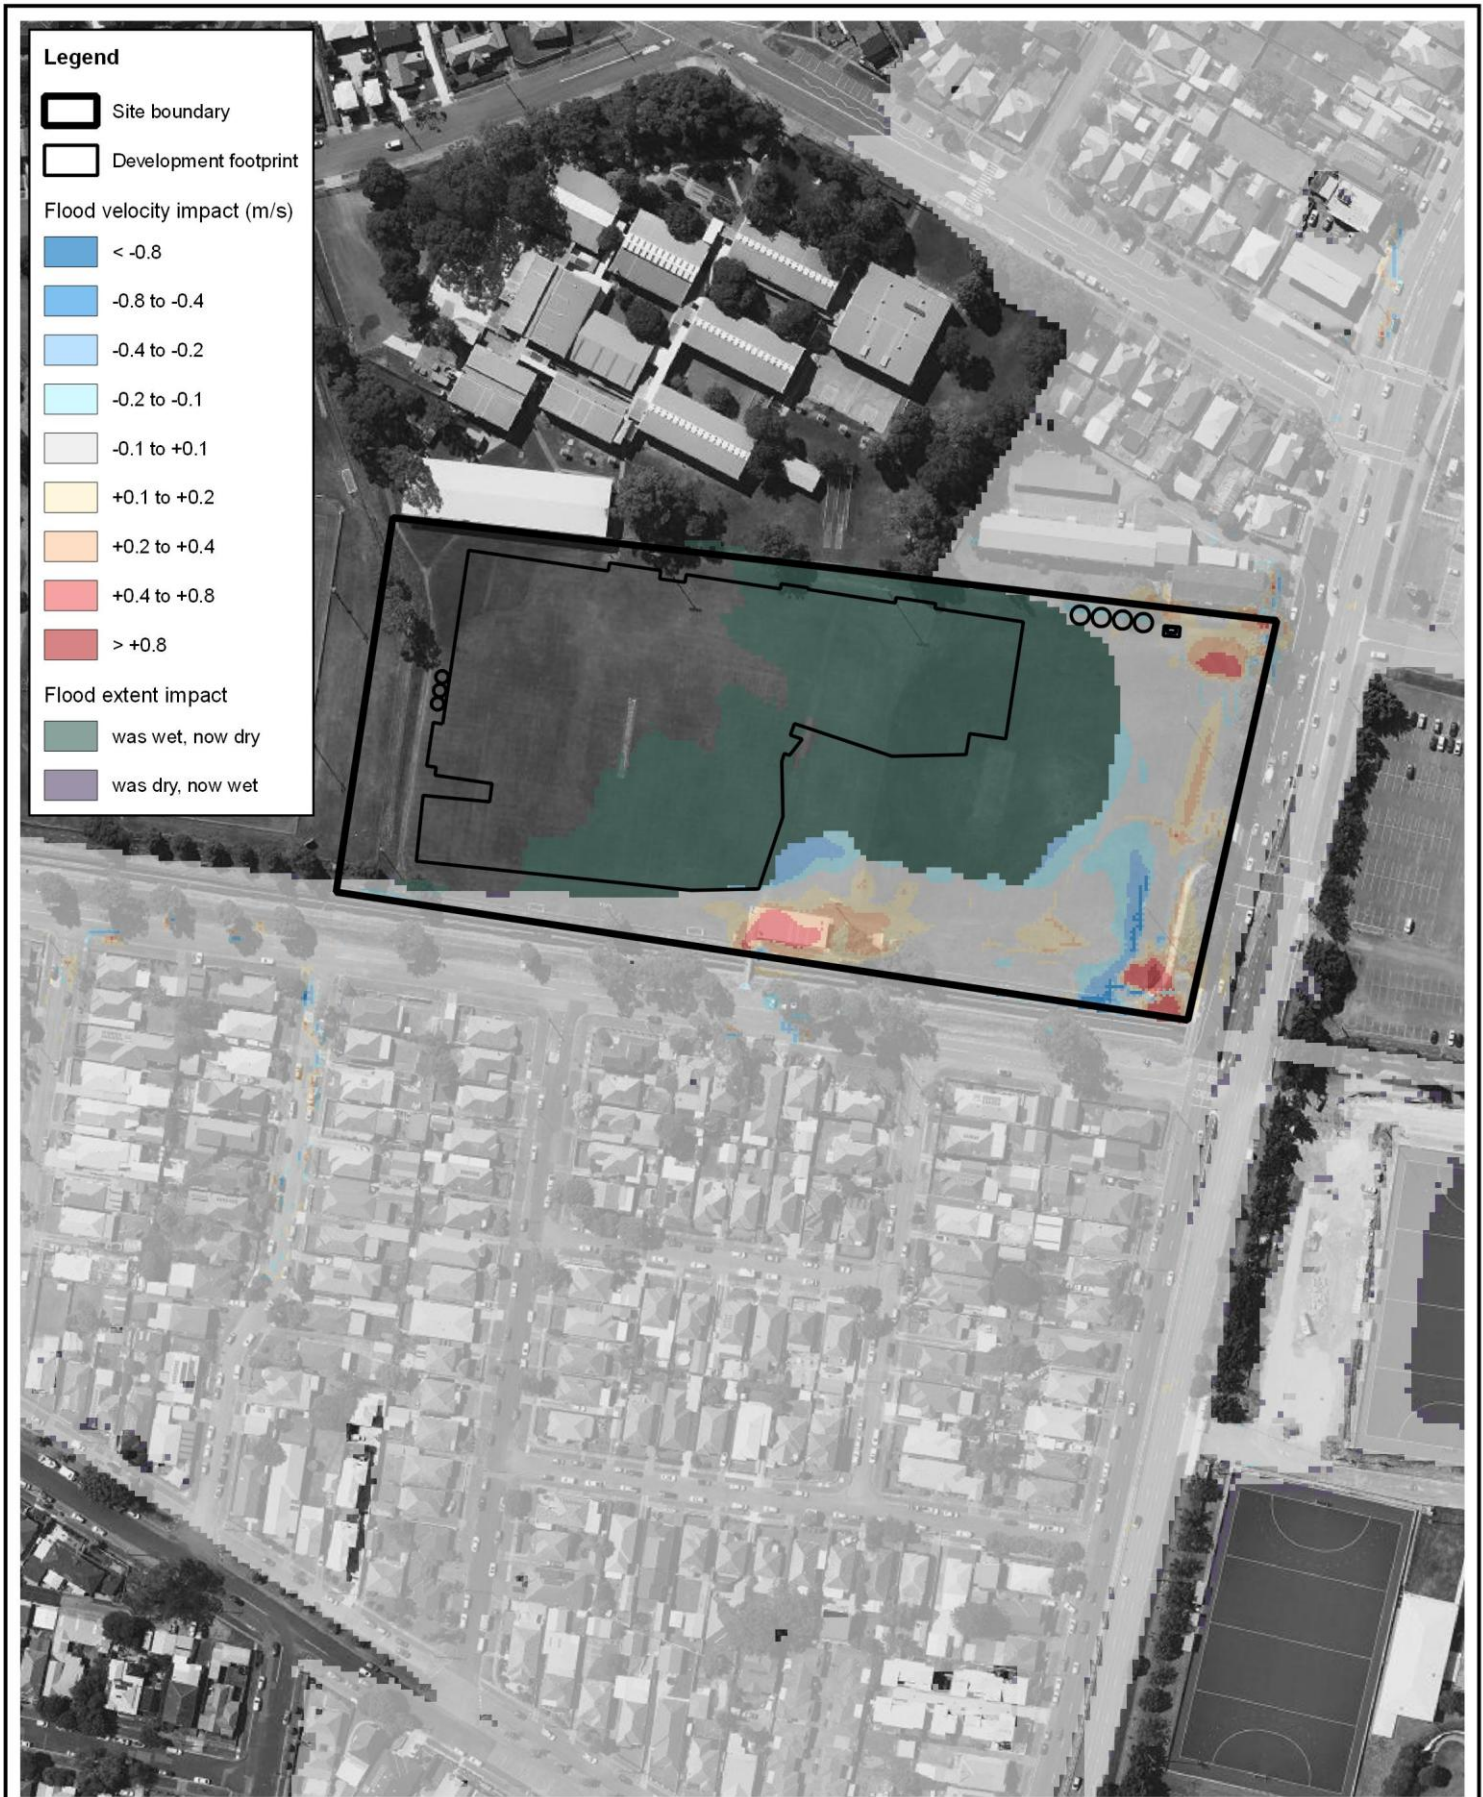 Legend
Site boundary
Development footprint
Flood velocity impact (m/s)
< -0.8
-0.8 to -0.4
-0.4 to -0.2
-0.2 to -0.1
-0.1 to +0.1
+0.1 to +0.2
+0.2 to +0.4
+0.4 to +0.8
> +0.8
Flood extent impact
was wet, now dry
was dry, now wet